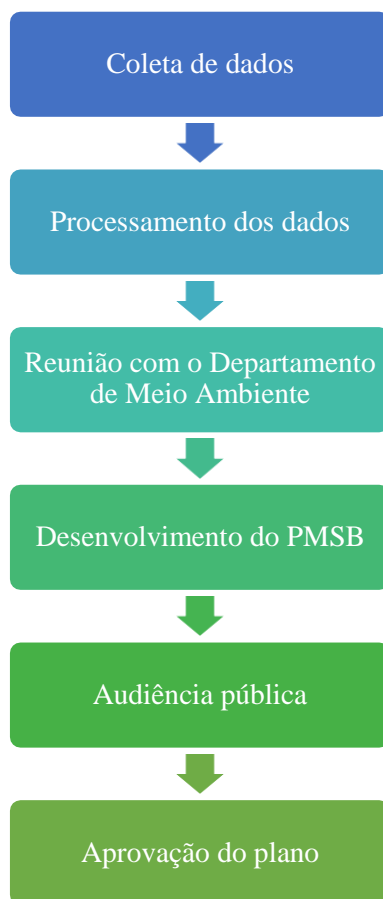 Coleta de dados
Processamento dos dados
Reunião com o Departamento
de Meio Ambiente
Desenvolvimento do PMSB
Audiência pública
Aprovação do plano